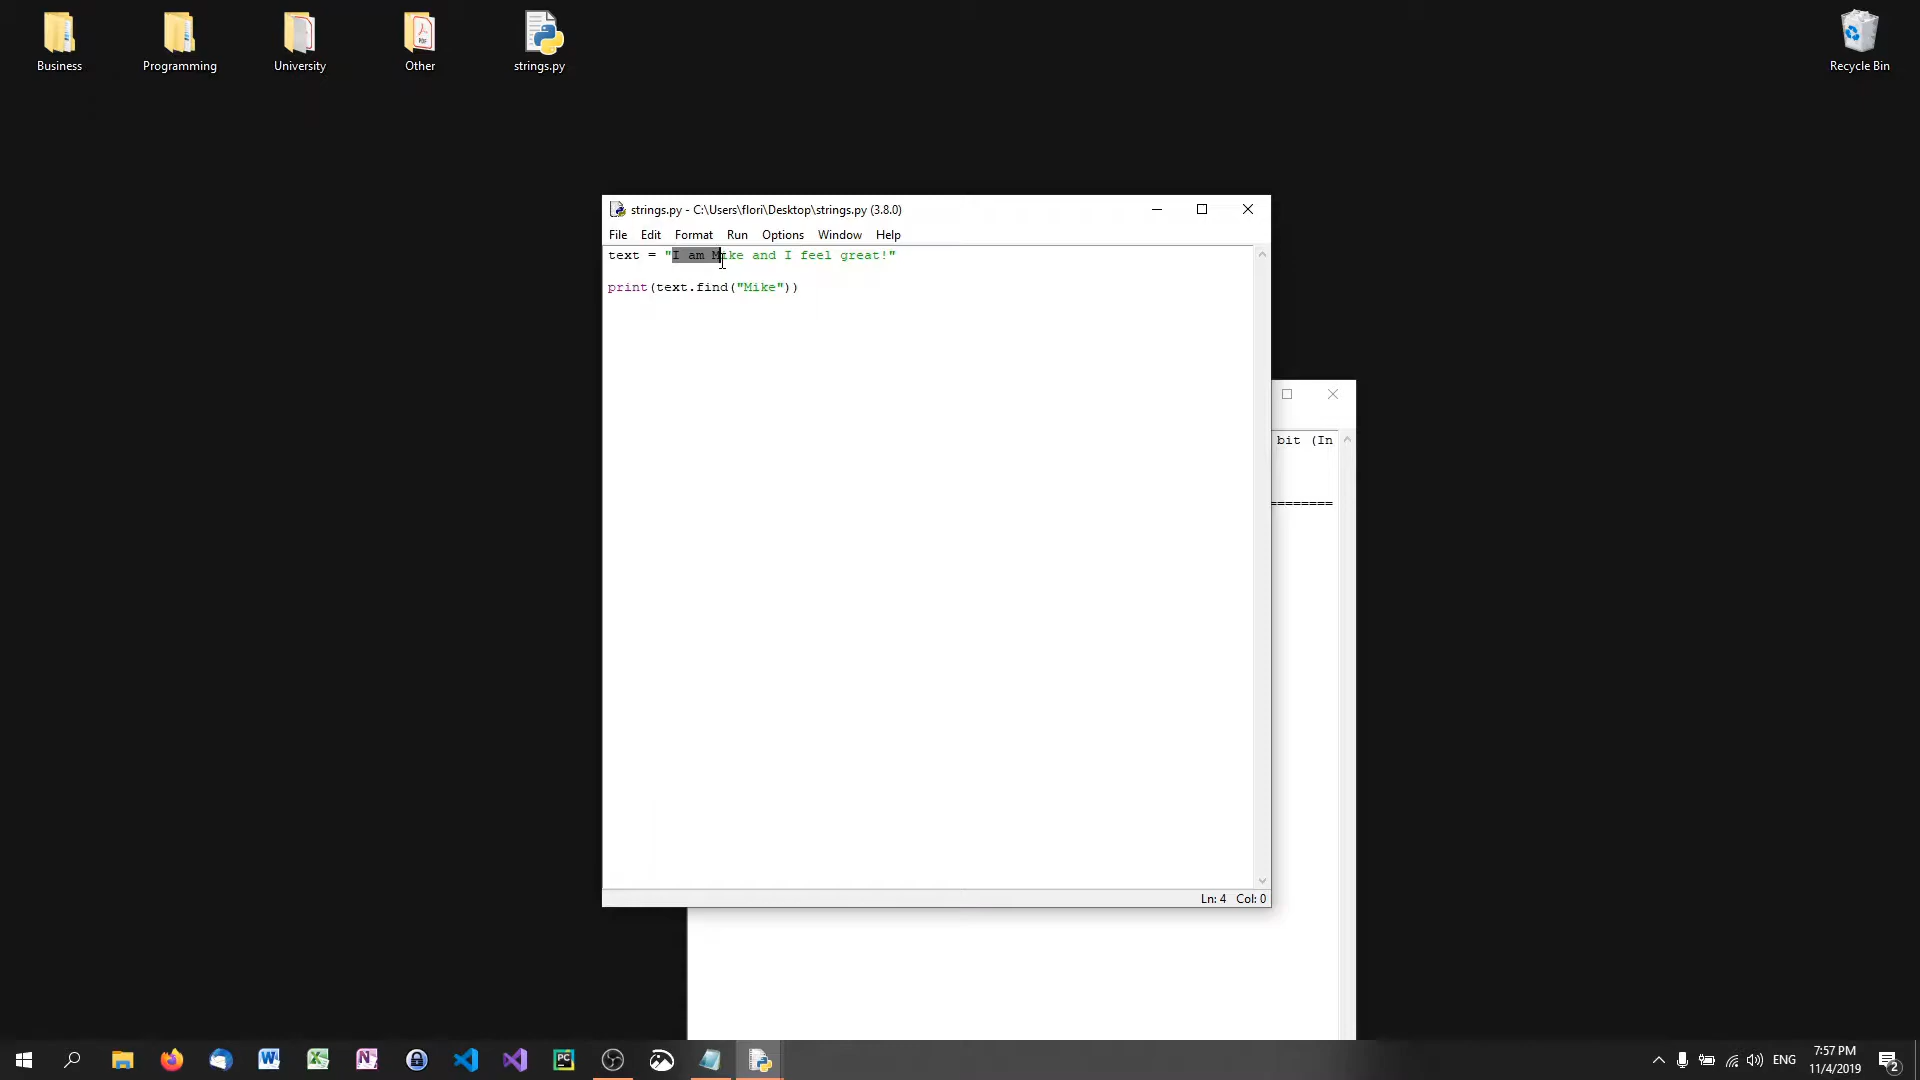 Business
Programming
University
Other
strings.py
Recycle Bin
strings.py - C:\Users\flori\Desktop\strings.py (3.8.0)
File Edit Format Run Options Window Help
text = "I am Mike and I feel great!"
print(text.find("Mike"))
bit (In
========
Ln: 4 Col: 0
ENG
7:57 PM
11/4/2019
2